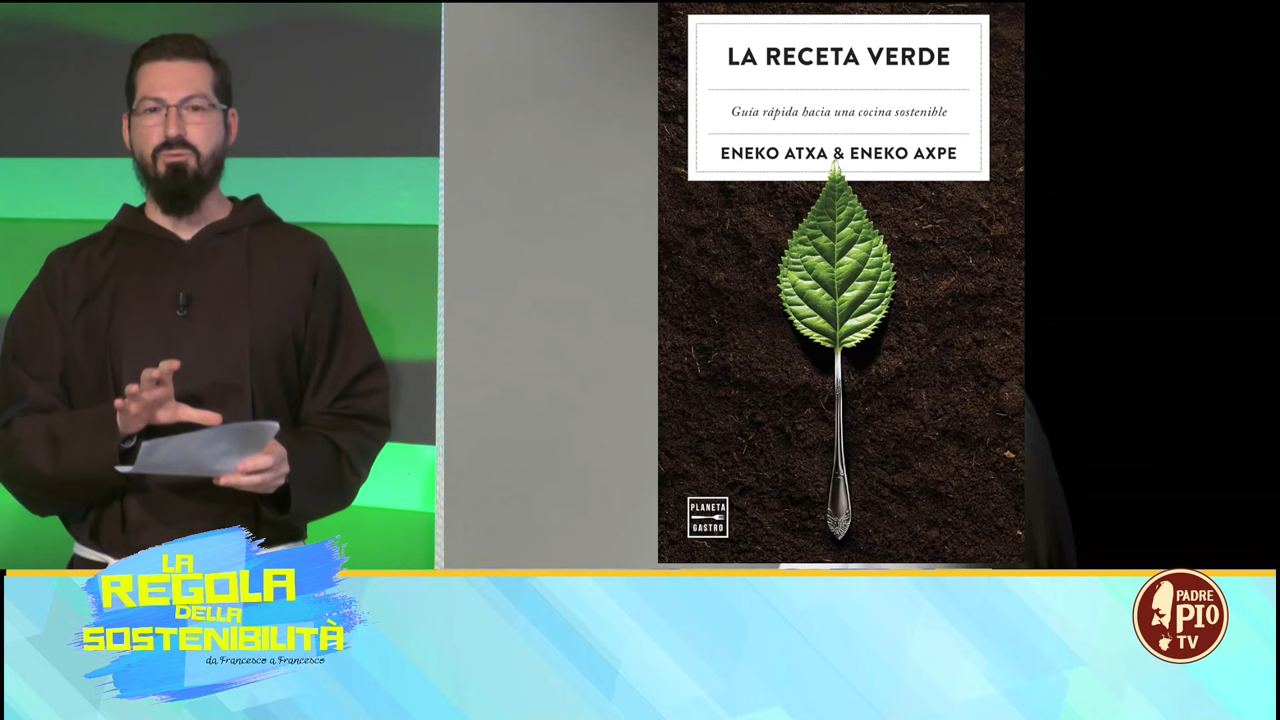 LA RECETA VERDE
Guía rápida hacia una cocina sostenible
ENEKO ATXA & ENEKO AXPE
PLANETA
GASTRO
LA
REGOLA
DELLA
SOSTENIBILITÀ
da Francesco a Francesco
PADRE
PIO
TV